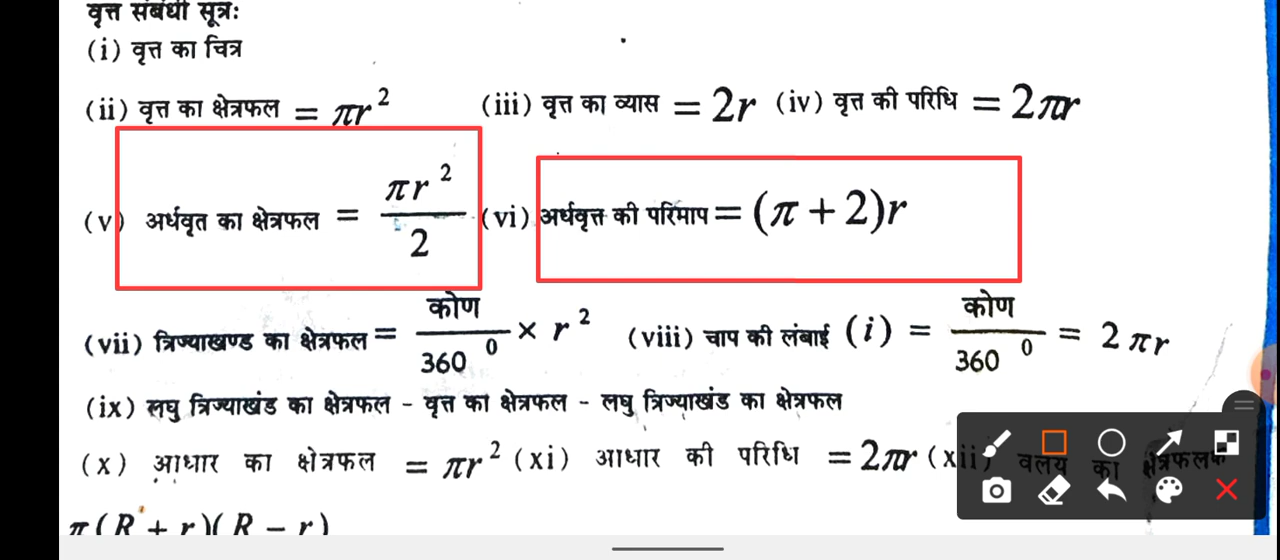 वृत्त संबंधी सूत्रः
(i) वृत्त का चित्र
(ii) वृत्त का क्षेत्रफल = πr² (iii) वृत्त का व्यास = 2r (iv) वृत्त की परिधि = 2πr
(v) अर्धवृत का क्षेत्रफल = πr²/2 (vi) अर्धवृत्त की परिमाप = (π + 2)r
(vii) त्रिज्याखण्ड का क्षेत्रफल = कोण/360⁰ × r² (viii) चाप की लंबाई (i) = कोण/360⁰ = 2πr
(ix) लघु त्रिज्याखंड का क्षेत्रफल - वृत्त का क्षेत्रफल - लघु त्रिज्याखंड का क्षेत्रफल
(x) आधार का क्षेत्रफल = πr² (xi) आधार की परिधि = 2πr (xii) वलय का क्षेत्रफल
π(R + r)(R − r)